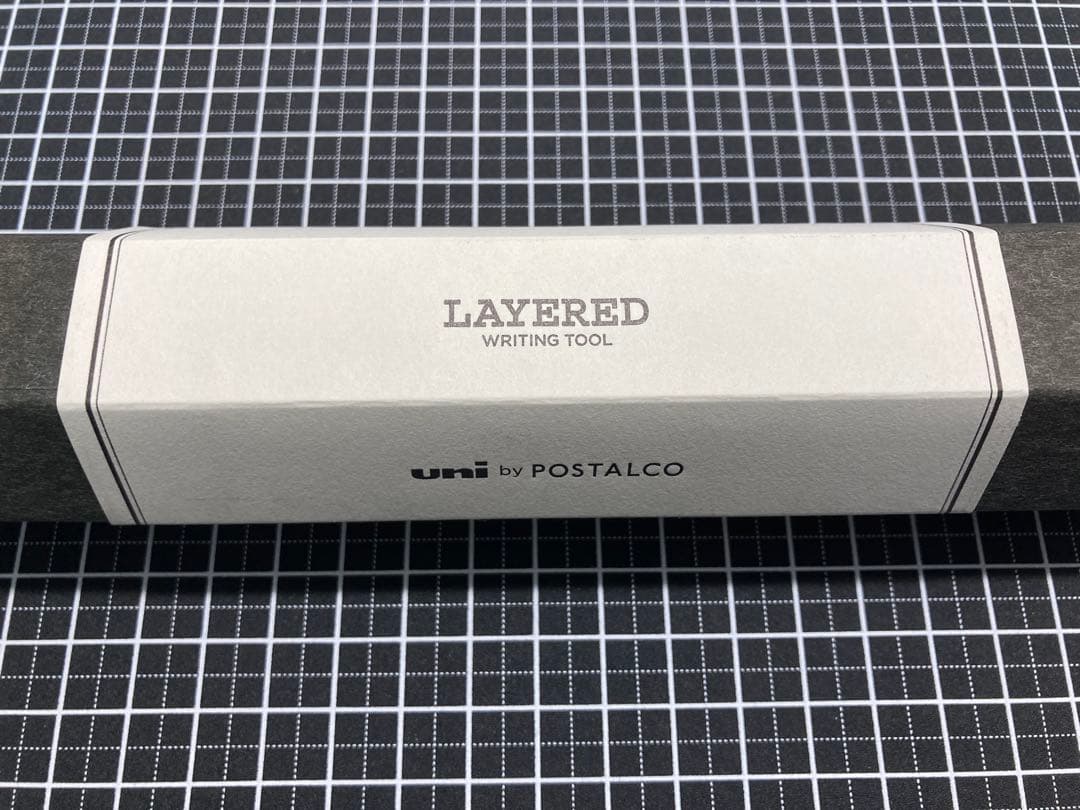 LAYERED
WRITING TOOL
uni by POSTALCO